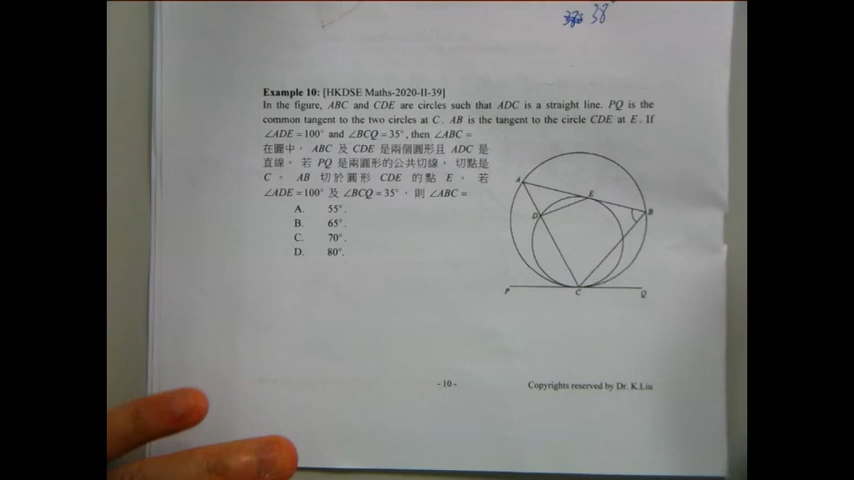 38°
Example 10: [HKDSE Maths-2020-II-39]
In the figure, ABC and CDE are circles such that ADC is a straight line. PQ is the
common tangent to the two circles at C. AB is the tangent to the circle CDE at E. If
∠ADE = 100° and ∠BCQ = 35°, then ∠ABC =
在圖中，ABC 及 CDE 是兩個圓形且 ADC 是
直線。若 PQ 是兩圓形的公共切線，切點是
C。AB 切於圓形 CDE 的點 E。若
∠ADE = 100° 及 ∠BCQ = 35°，則 ∠ABC =
A. 55°.
B. 65°.
C. 70°.
D. 80°.
A
E
D
B
P
C
Q
- 10 -
Copyrights reserved by Dr. K.Liu